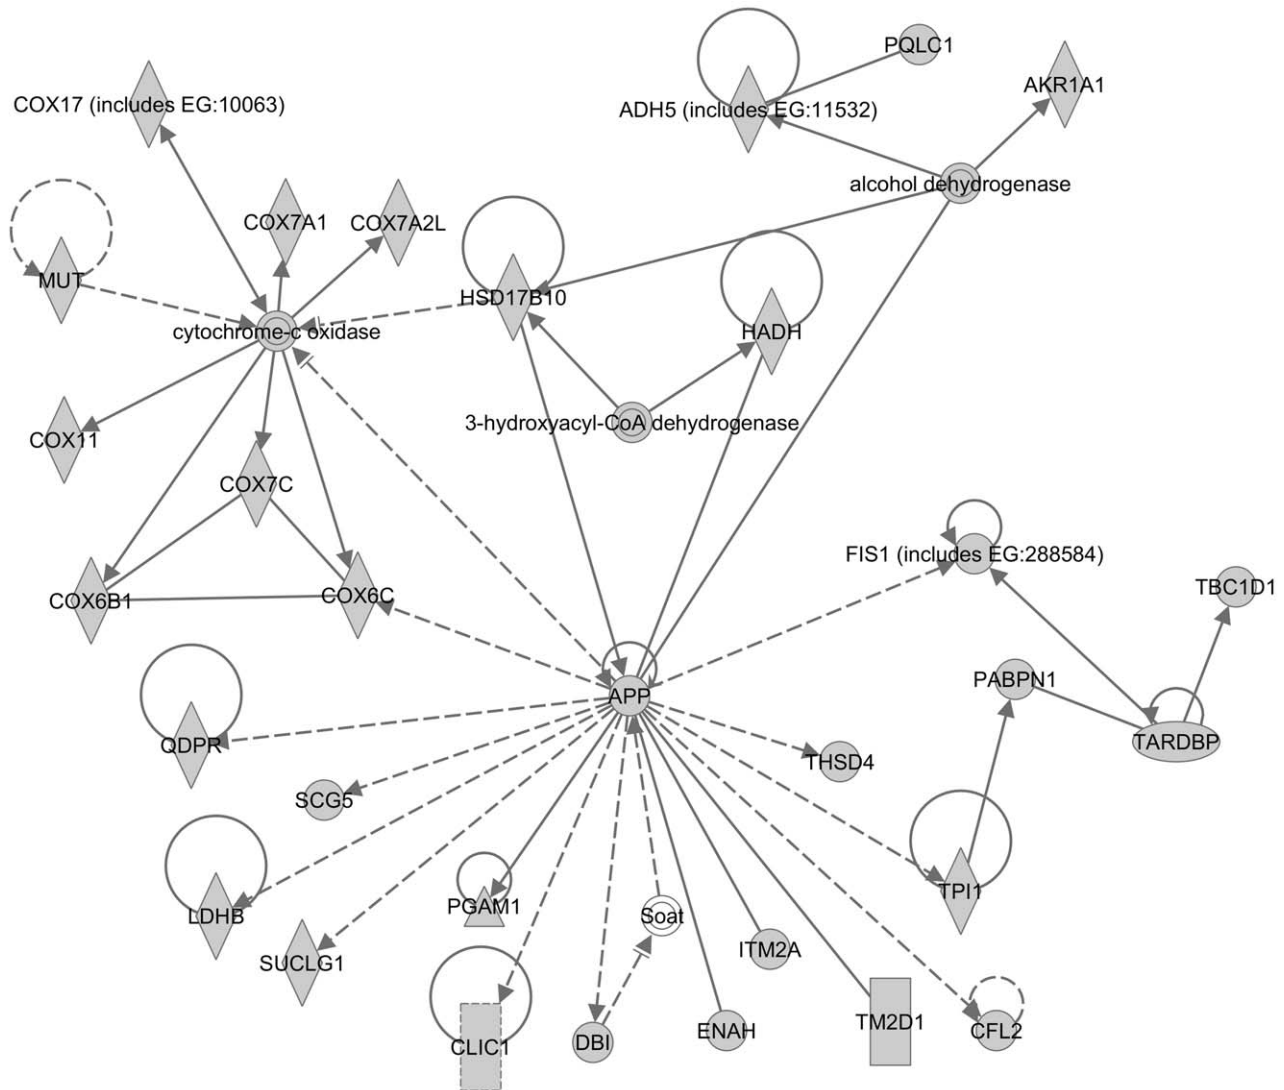 PQLC1
AKR1A1
COX17 (includes EG:10063)
ADH5 (includes EG:11532)
alcohol dehydrogenase
COX7A1
COX7A2L
MUT
HSD17B10
cytochrome-c oxidase
HADH
3-hydroxyacyl-CoA dehydrogenase
COX11
COX7C
FIS1 (includes EG:288584)
TBC1D1
COX6B1
COX6C
PABPN1
APP
QDPR
TARDBP
THSD4
SCG5
TPI1
PGAM1
LDHB
Soat
ITM2A
SUCLG1
TM2D1
ENAH
CFL2
DBI
CLIC1